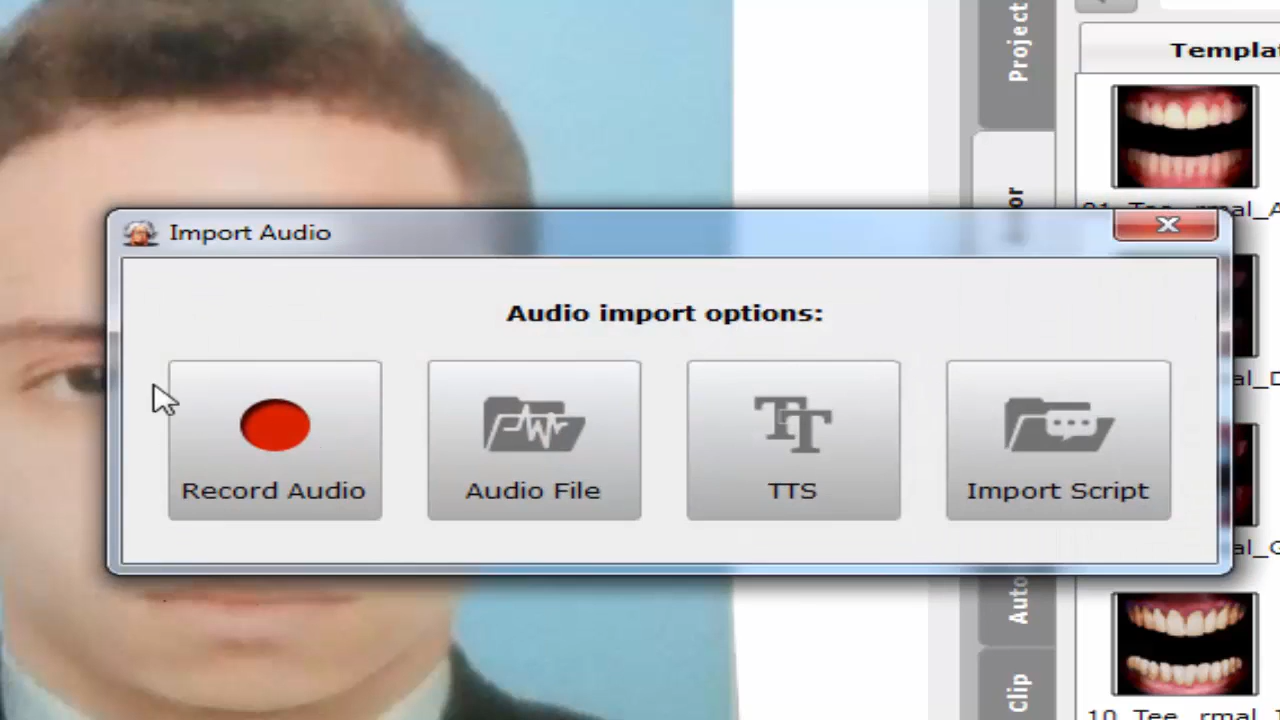 Project
Templat
Import Audio
Audio import options:
Record Audio
Audio File
TTS
Import Script
Auto
Clip